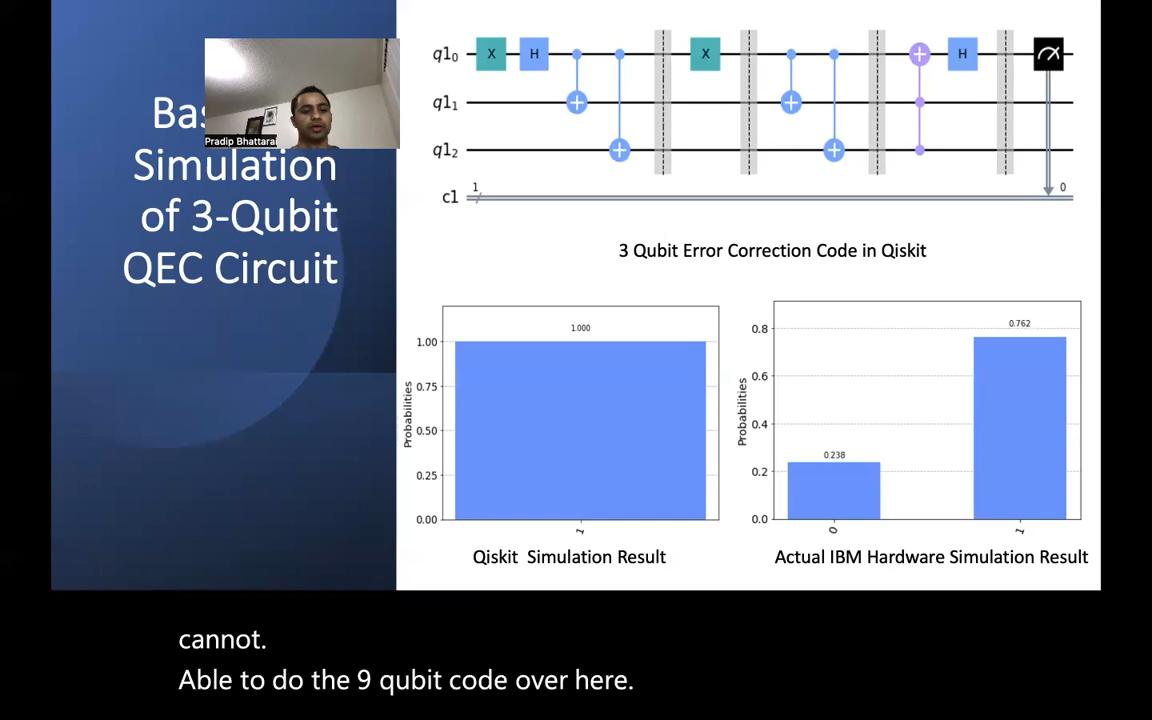 Bas
Simulation
of 3-Qubit
QEC Circuit
Pradip Bhattarai
q1₀ X H X H
q1₁
q1₂
c1 1 0
3 Qubit Error Correction Code in Qiskit
1.000
1.00
0.75
0.50
0.25
0.00
Probabilities
1
Qiskit Simulation Result
0.762
0.238
0.8
0.6
0.4
0.2
0.0
Probabilities
0 1
Actual IBM Hardware Simulation Result
cannot.
Able to do the 9 qubit code over here.